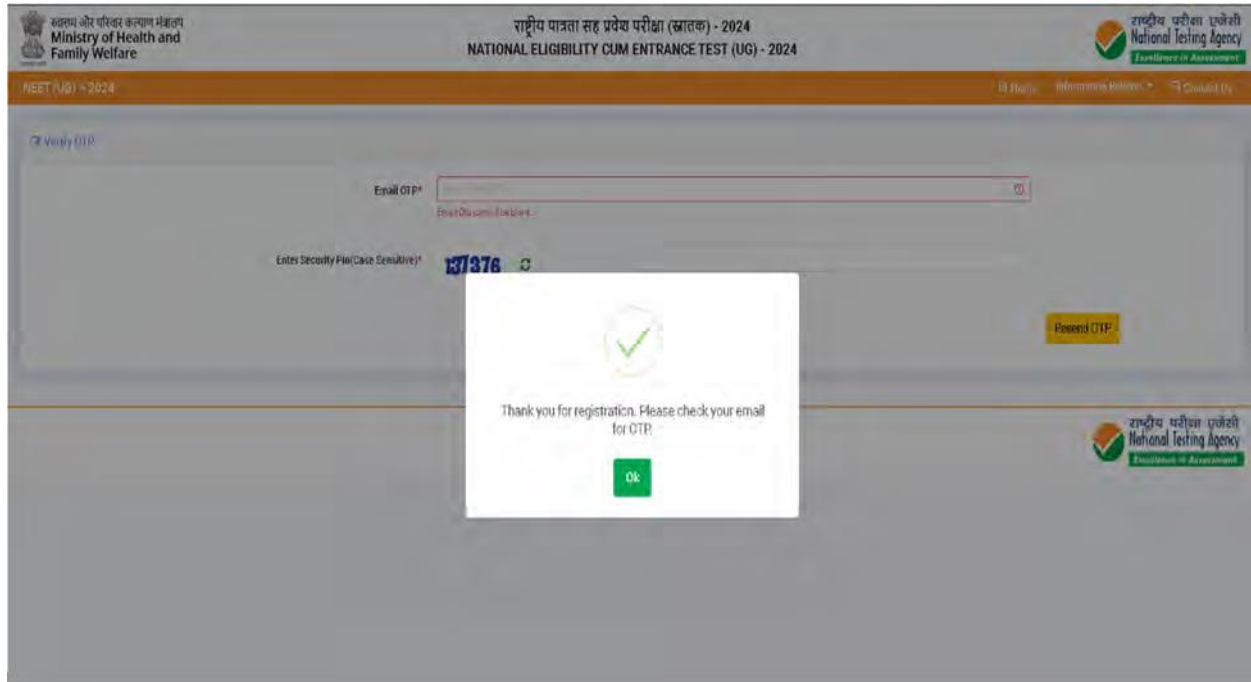 स्वास्थ्य और परिवार कल्याण मंत्रालय
Ministry of Health and
Family Welfare
राष्ट्रीय पात्रता सह प्रवेश परीक्षा (स्नातक) - 2024
NATIONAL ELIGIBILITY CUM ENTRANCE TEST (UG) - 2024
राष्ट्रीय परीक्षा एजेंसी
National Testing Agency
Excellence in Assessment
NEET (UG) - 2024
Home
Contact Us
Verify OTP
Email OTP*
Enter Security Pin(Case Sensitive)*
137376
Resend OTP
Thank you for registration. Please check your email
for OTP.
Ok
राष्ट्रीय परीक्षा एजेंसी
National Testing Agency
Excellence in Assessment